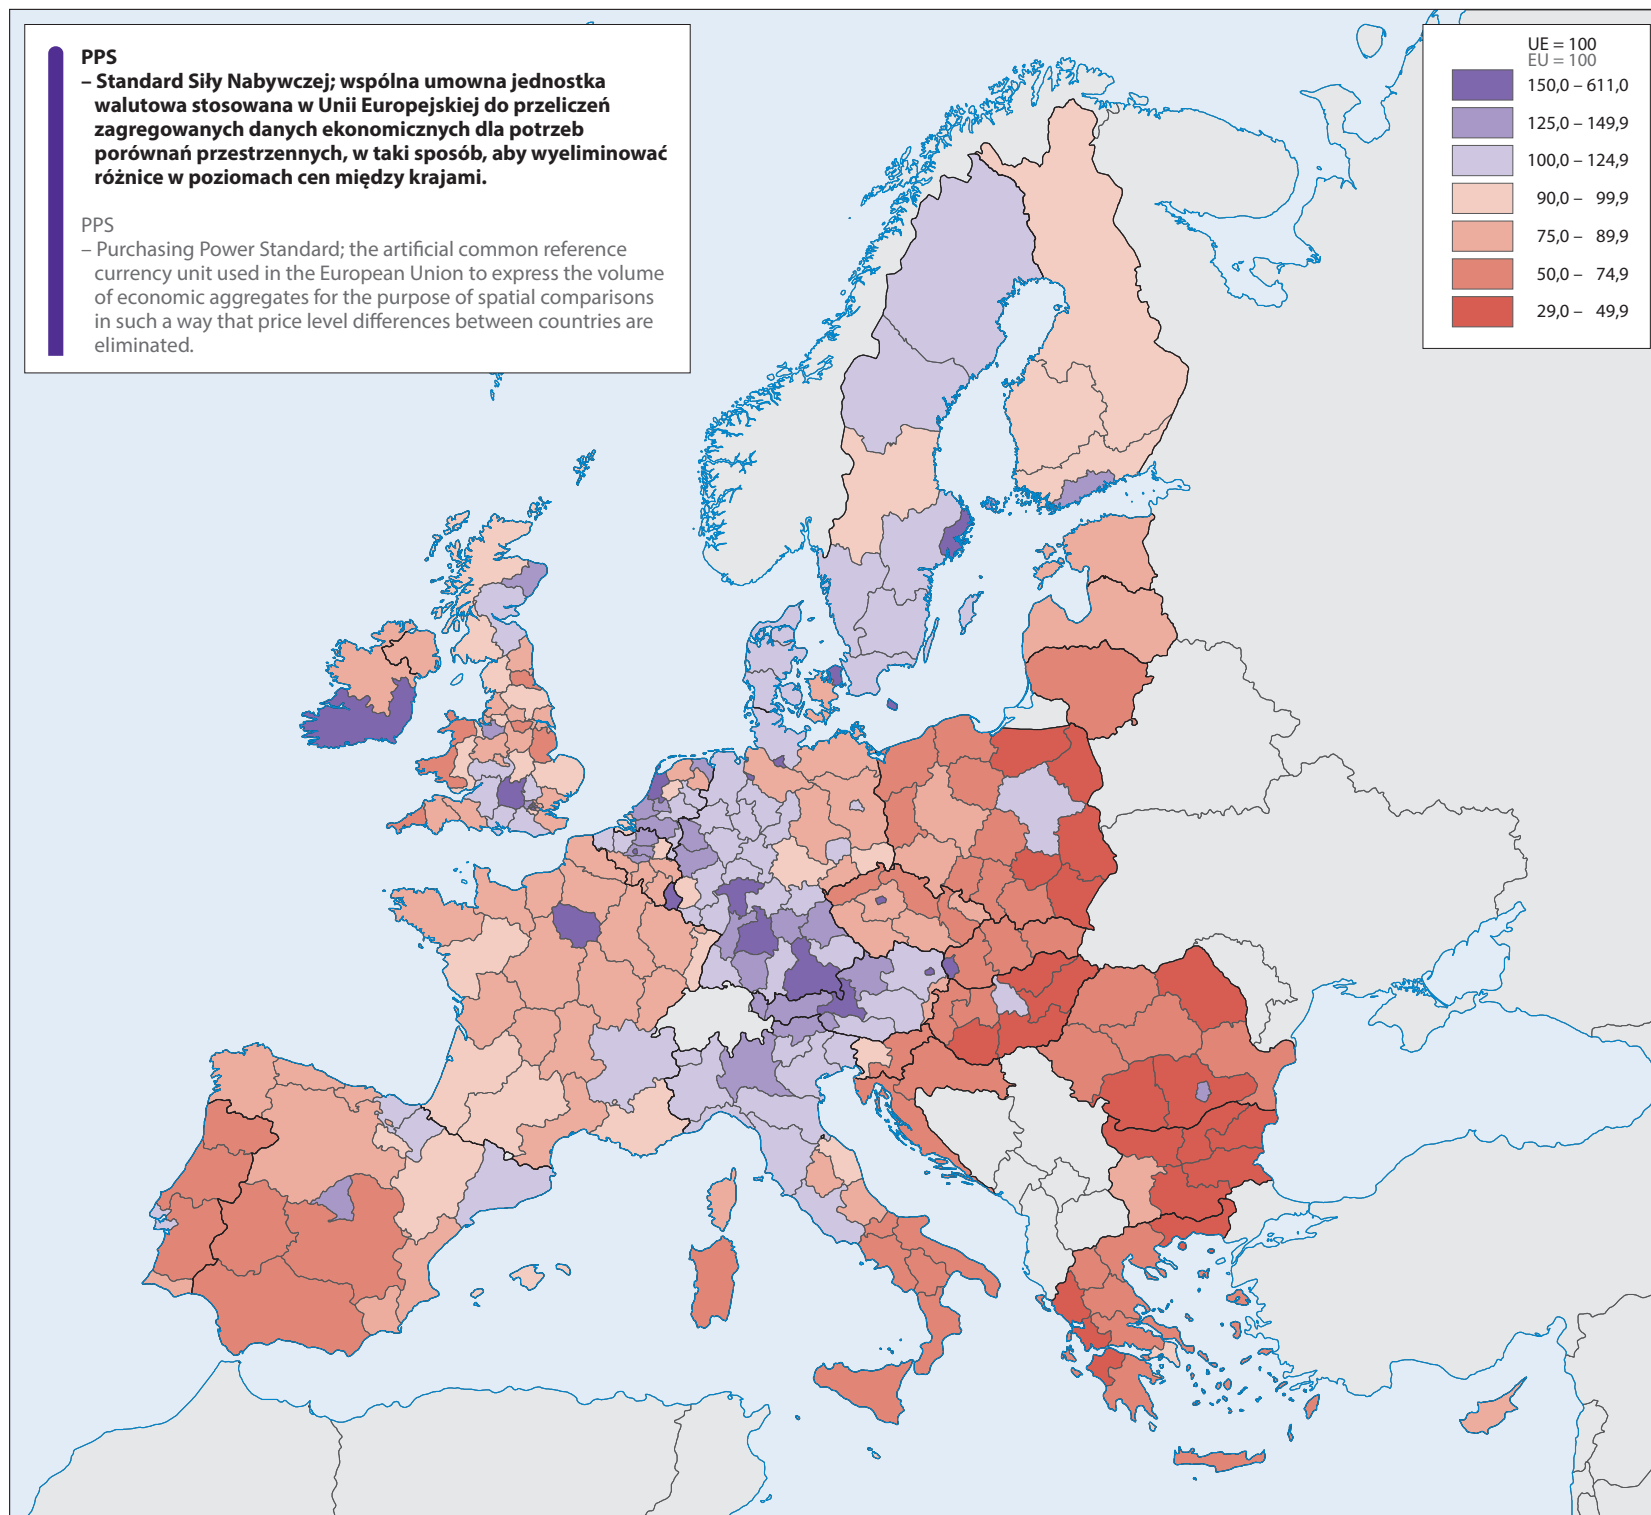 PPS
– Standard Siły Nabywczej; wspólna umowna jednostka
walutowa stosowana w Unii Europejskiej do przeliczeń
zagregowanych danych ekonomicznych dla potrzeb
porównań przestrzennych, w taki sposób, aby wyeliminować
różnice w poziomach cen między krajami.
PPS
– Purchasing Power Standard; the artificial common reference
currency unit used in the European Union to express the volume
of economic aggregates for the purpose of spatial comparisons
in such a way that price level differences between countries are
eliminated.
UE = 100
EU = 100
150,0 – 611,0
125,0 – 149,9
100,0 – 124,9
90,0 – 99,9
75,0 – 89,9
50,0 – 74,9
29,0 – 49,9